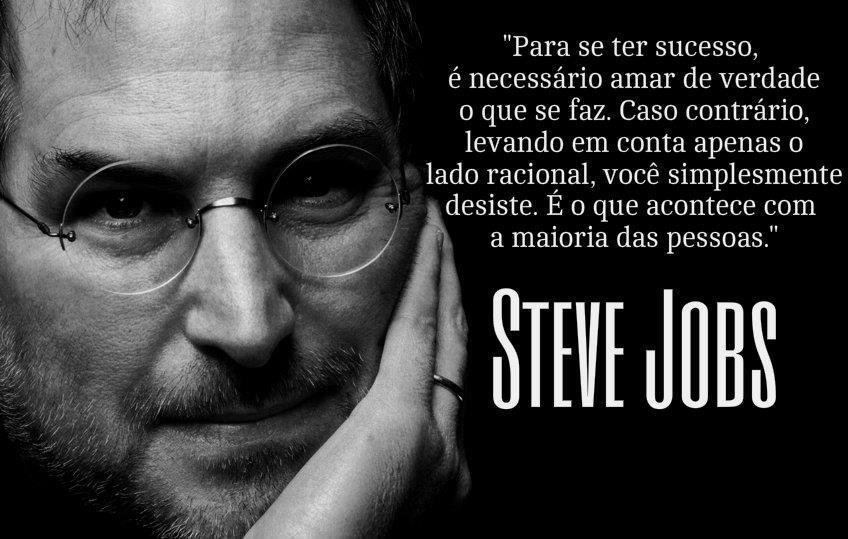 "Para se ter sucesso,
é necessário amar de verdade
o que se faz. Caso contrário,
levando em conta apenas o
lado racional, você simplesmente
desiste. É o que acontece com
a maioria das pessoas."
STEVE JOBS